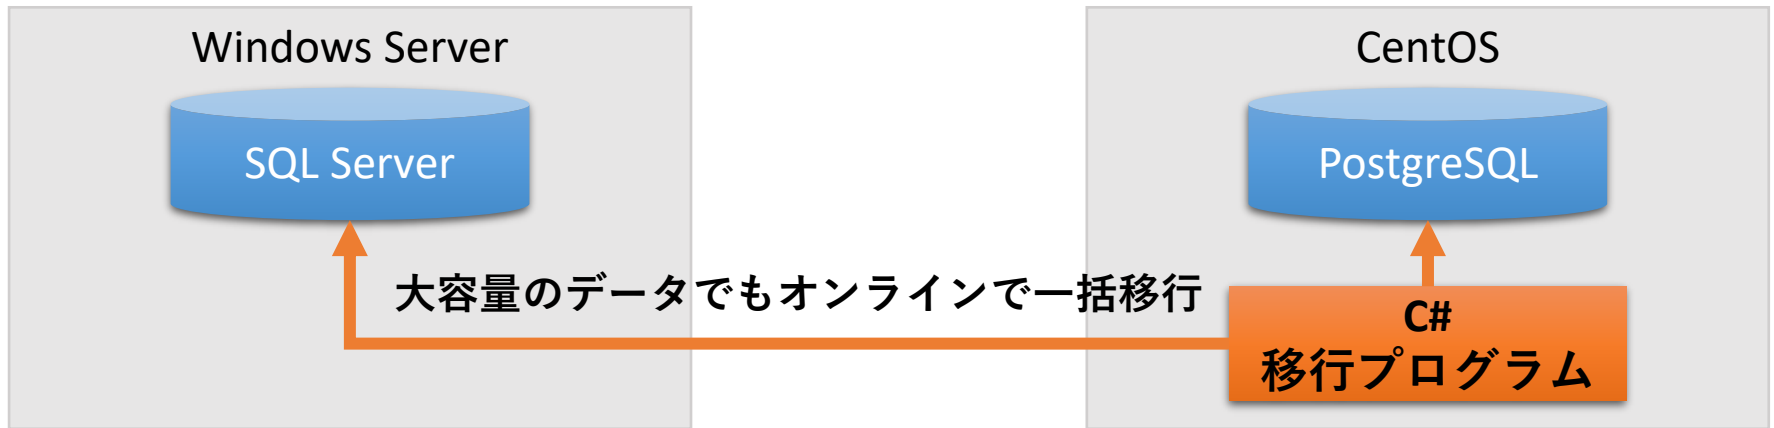 Windows Server
CentOS
SQL Server
PostgreSQL
大容量のデータでもオンラインで一括移行
C#
移行プログラム